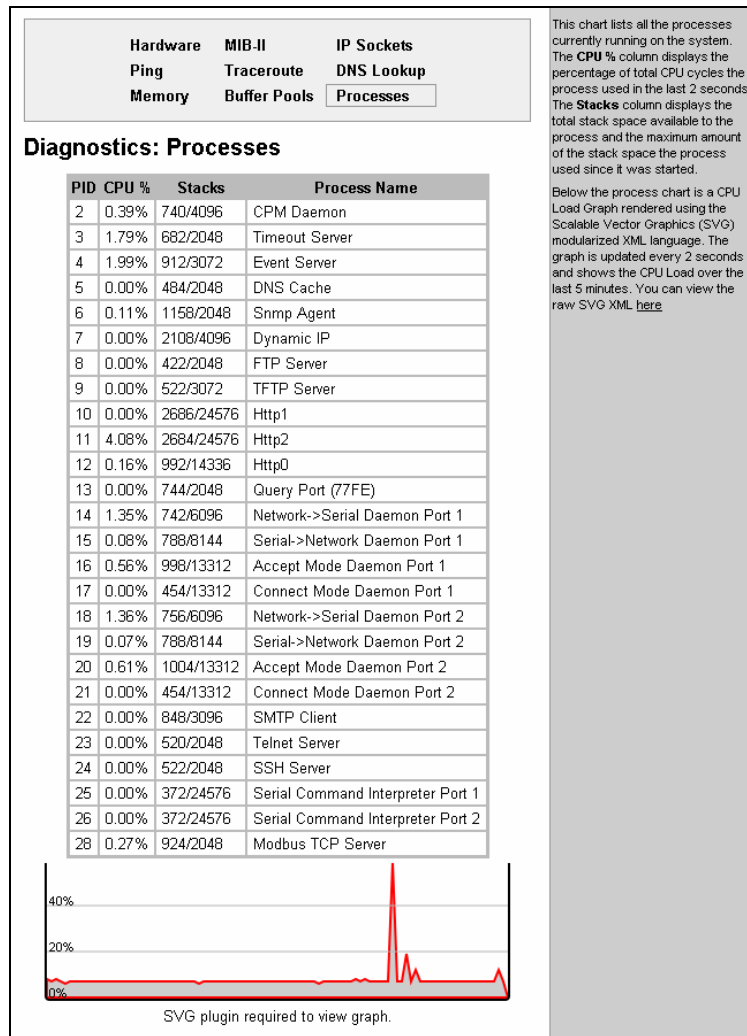 Hardware MIB-II IP Sockets
Ping Traceroute DNS Lookup
Memory Buffer Pools Processes
Diagnostics: Processes
PID CPU % Stacks Process Name
2 0.39% 740/4096 CPM Daemon
3 1.79% 682/2048 Timeout Server
4 1.99% 912/3072 Event Server
5 0.00% 484/2048 DNS Cache
6 0.11% 1158/2048 Snmp Agent
7 0.00% 2108/4096 Dynamic IP
8 0.00% 422/2048 FTP Server
9 0.00% 522/3072 TFTP Server
10 0.00% 2686/24576 Http1
11 4.08% 2684/24576 Http2
12 0.16% 992/14336 Http0
13 0.00% 744/2048 Query Port (77FE)
14 1.35% 742/6096 Network->Serial Daemon Port 1
15 0.08% 788/8144 Serial->Network Daemon Port 1
16 0.56% 998/13312 Accept Mode Daemon Port 1
17 0.00% 454/13312 Connect Mode Daemon Port 1
18 1.36% 756/6096 Network->Serial Daemon Port 2
19 0.07% 788/8144 Serial->Network Daemon Port 2
20 0.61% 1004/13312 Accept Mode Daemon Port 2
21 0.00% 454/13312 Connect Mode Daemon Port 2
22 0.00% 848/3096 SMTP Client
23 0.00% 520/2048 Telnet Server
24 0.00% 522/2048 SSH Server
25 0.00% 372/24576 Serial Command Interpreter Port 1
26 0.00% 372/24576 Serial Command Interpreter Port 2
28 0.27% 924/2048 Modbus TCP Server
40%
20%
0%
SVG plugin required to view graph.
This chart lists all the processes
currently running on the system.
The CPU % column displays the
percentage of total CPU cycles the
process used in the last 2 seconds
The Stacks column displays the
total stack space available to the
process and the maximum amount
of the stack space the process
used since it was started.
Below the process chart is a CPU
Load Graph rendered using the
Scalable Vector Graphics (SVG)
modularized XML language. The
graph is updated every 2 seconds
and shows the CPU Load over the
last 5 minutes. You can view the
raw SVG XML here